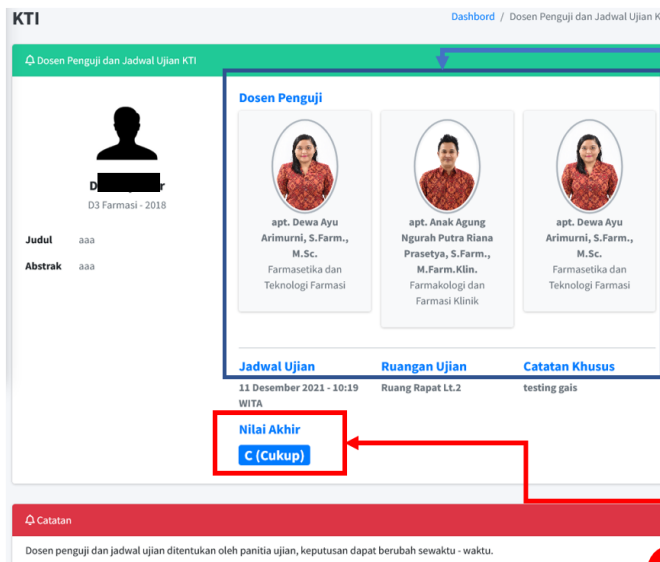 KTI
Dashbord / Dosen Penguji dan Jadwal Ujian
Dosen Penguji dan Jadwal Ujian KTI
D3 Farmasi - 2018
Judul aaa
Abstrak aaa
Dosen Penguji
apt. Dewa Ayu
Arimurni, S.Farm.,
M.Sc.
Farmasetika dan
Teknologi Farmasi
apt. Anak Agung
Ngurah Putra Riana
Prasetya, S.Farm.,
M.Farm.Klin.
Farmakologi dan
Farmasi Klinik
apt. Dewa Ayu
Arimurni, S.Farm.,
M.Sc.
Farmasetika dan
Teknologi Farmasi
Jadwal Ujian
11 Desember 2021 - 10:19
WITA
Ruangan Ujian
Ruang Rapat Lt.2
Catatan Khusus
testing gais
Nilai Akhir
C (Cukup)
Catatan
Dosen penguji dan jadwal ujian ditentukan oleh panitia ujian, keputusan dapat berubah sewaktu - waktu.